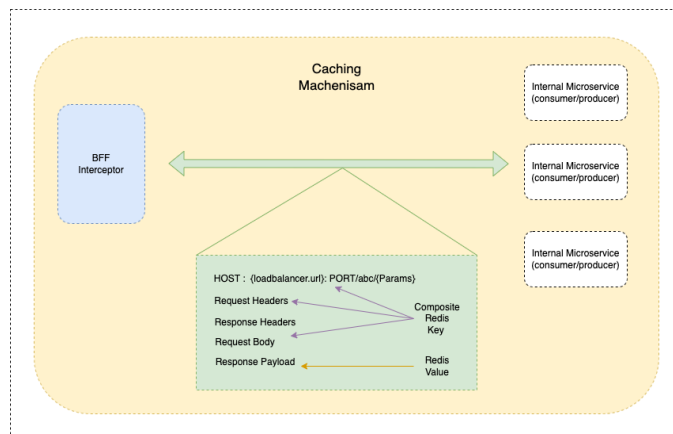 Caching
Machenisam
Internal Microservice
(consumer/producer)
BFF
Interceptor
Internal Microservice
(consumer/producer)
Internal Microservice
(consumer/producer)
HOST : {loadbalancer.url}: PORT/abc/{Params}
Request Headers
Response Headers
Request Body
Response Payload
Composite
Redis
Key
Redis
Value